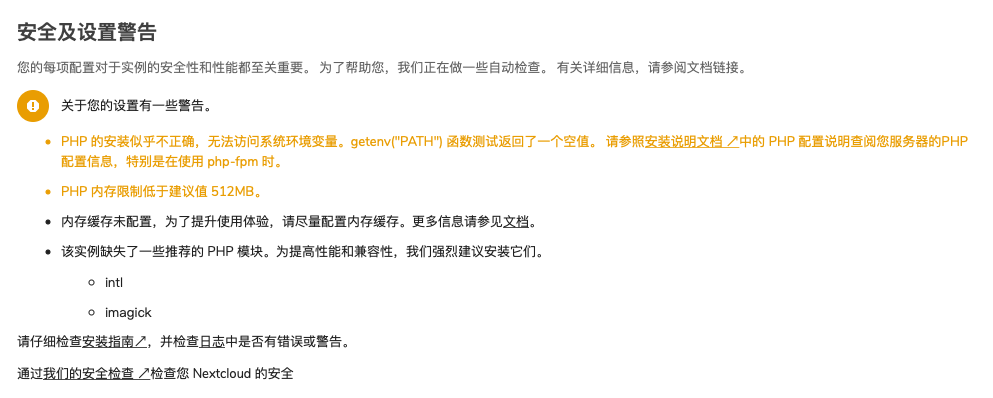 安全及设置警告
您的每项配置对于实例的安全性和性能都至关重要。 为了帮助您，我们正在做一些自动检查。 有关详细信息，请参阅文档链接。
关于您的设置有一些警告。
PHP 的安装似乎不正确，无法访问系统环境变量。getenv("PATH") 函数测试返回了一个空值。 请参照安装说明文档 ↗中的 PHP 配置说明查阅您服务器的PHP
配置信息，特别是在使用 php-fpm 时。
PHP 内存限制低于建议值 512MB。
内存缓存未配置，为了提升使用体验，请尽量配置内存缓存。更多信息请参见文档。
该实例缺失了一些推荐的 PHP 模块。为提高性能和兼容性，我们强烈建议安装它们。
intl
imagick
请仔细检查安装指南↗，并检查日志中是否有错误或警告。
通过我们的安全检查 ↗检查您 Nextcloud 的安全